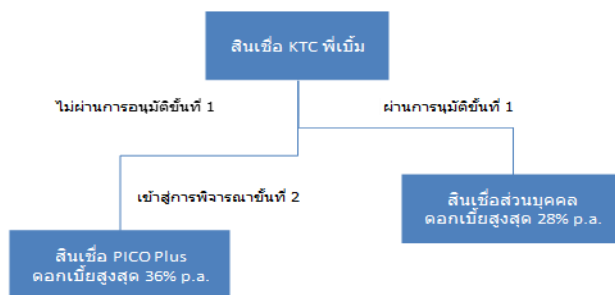 สินเชื่อ KTC พี่เบิ้ม
ไม่ผ่านการอนุมัติขั้นที่ 1
ผ่านการนุมัติขั้นที่ 1
เข้าสู่การพิจารณาขั้นที่ 2
สินเชื่อส่วนบุคคล
ดอกเบี้ยสูงสุด 28% p.a.
สินเชื่อ PICO Plus
ดอกเบี้ยสูงสุด 36% p.a.